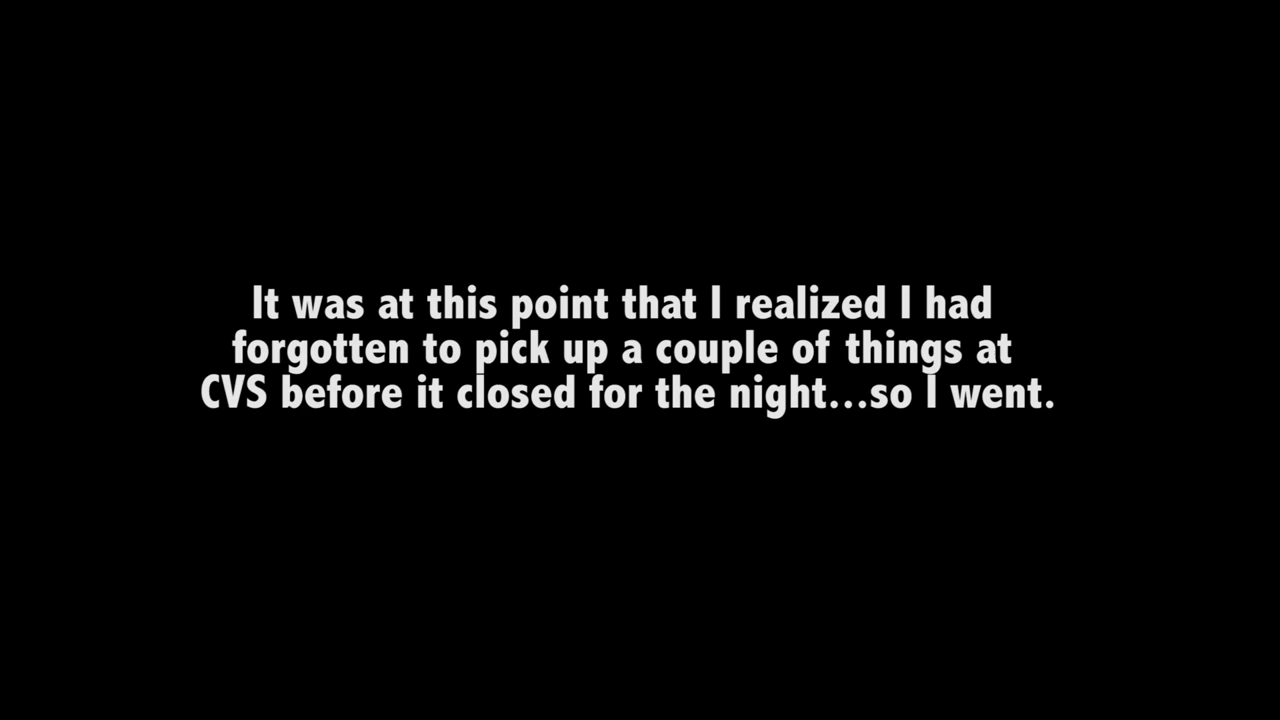 It was at this point that I realized I had
forgotten to pick up a couple of things at
CVS before it closed for the night...so I went.